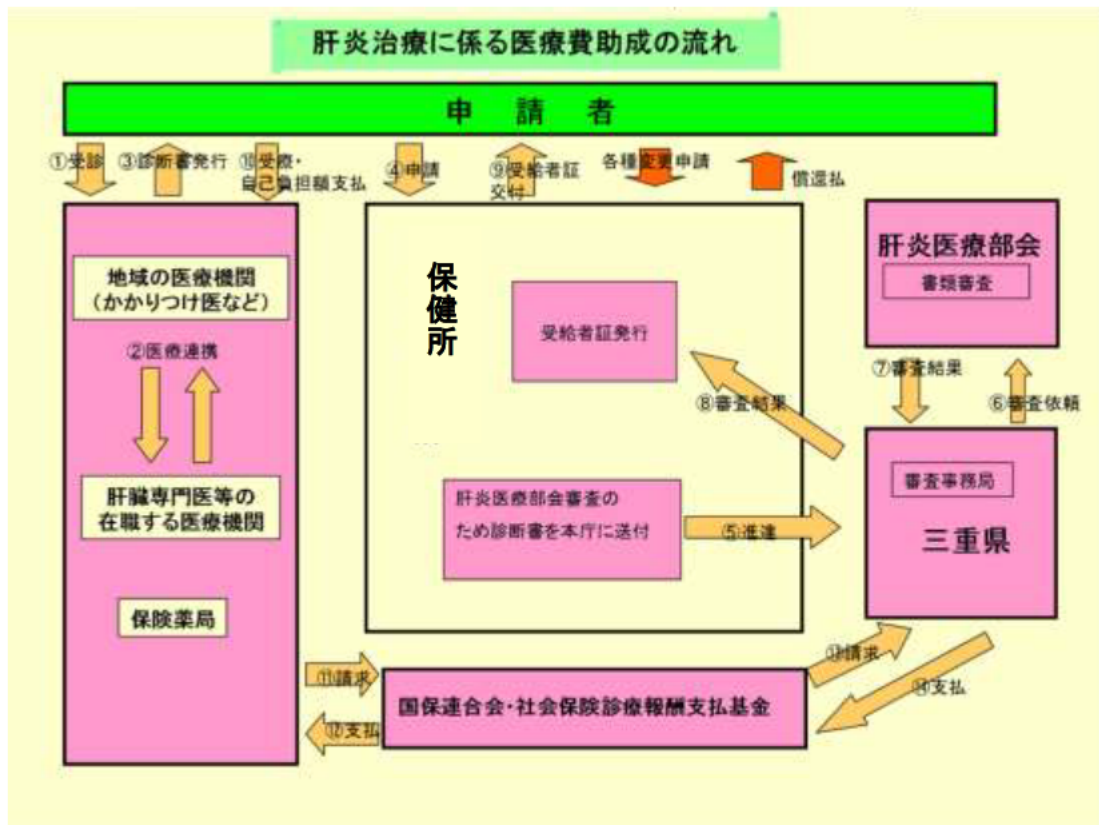 肝炎治療に係る医療費助成の流れ
申請者
①受診
③診断書発行
⑩受療・
自己負担額支払
④申請
⑨受給者証
交付
各種変更申請
償還払
地域の医療機関
（かかりつけ医など）
②医療連携
肝臓専門医等の
在職する医療機関
保険薬局
保健所
受給者証発行
肝炎医療部会審査の
ため診断書を本庁に送付
⑤進達
⑧審査結果
肝炎医療部会
書類審査
⑦審査結果
⑥審査依頼
審査事務局
三重県
⑪請求
⑫支払
国保連合会・社会保険診療報酬支払基金
⑬請求
⑭支払